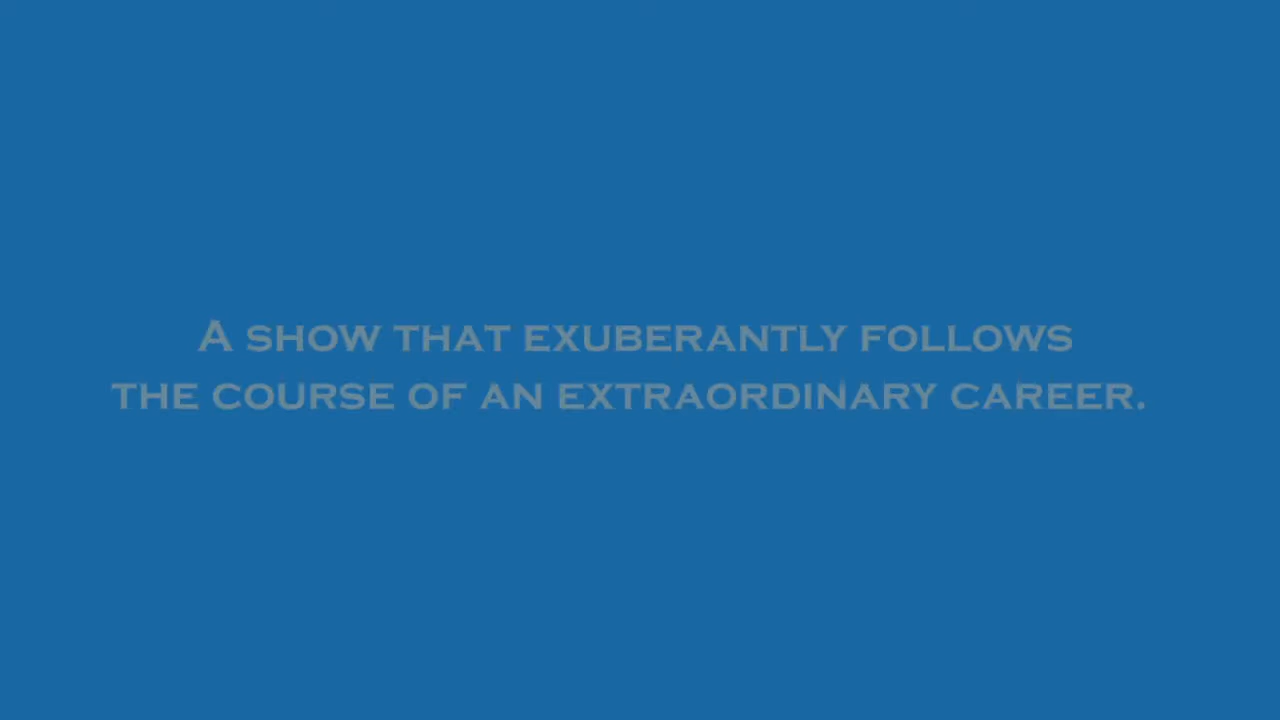 A SHOW THAT EXUBERANTLY FOLLOWS
THE COURSE OF AN EXTRAORDINARY CAREER.